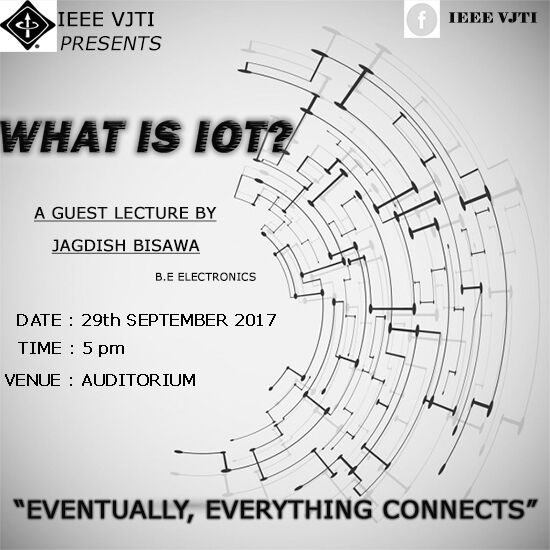 IEEE VJTI
PRESENTS
f IEEE VJTI
WHAT IS IOT?
A GUEST LECTURE BY
JAGDISH BISAWA
B.E ELECTRONICS
DATE : 29th SEPTEMBER 2017
TIME : 5 pm
VENUE : AUDITORIUM
“EVENTUALLY, EVERYTHING CONNECTS”